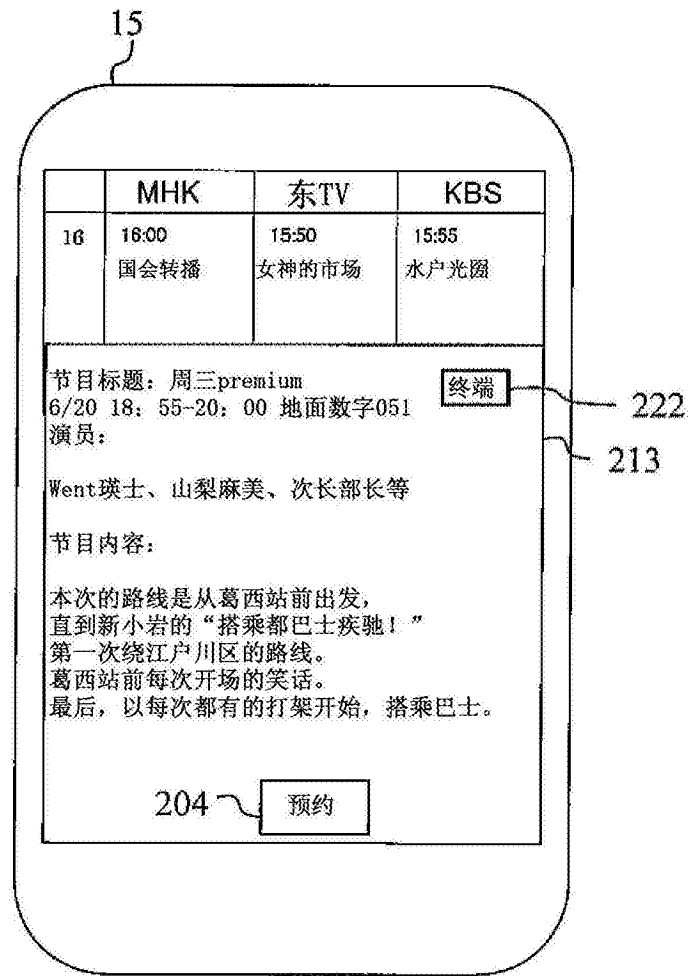 15
MHK 东TV KBS
16 16:00 15:50 15:55
国会转播 女神的市场 水户光圀
节目标题：周三premium
终端
6/20 18：55-20：00 地面数字051
222
演员：
213
Went瑛士、山梨麻美、次长部长等
节目内容：
本次的路线是从葛西站前出发，
直到新小岩的“搭乘都巴士疾驰！”
第一次绕江户川区的路线。
葛西站前每次开场的笑话。
最后，以每次都有的打架开始，搭乘巴士。
204
预约